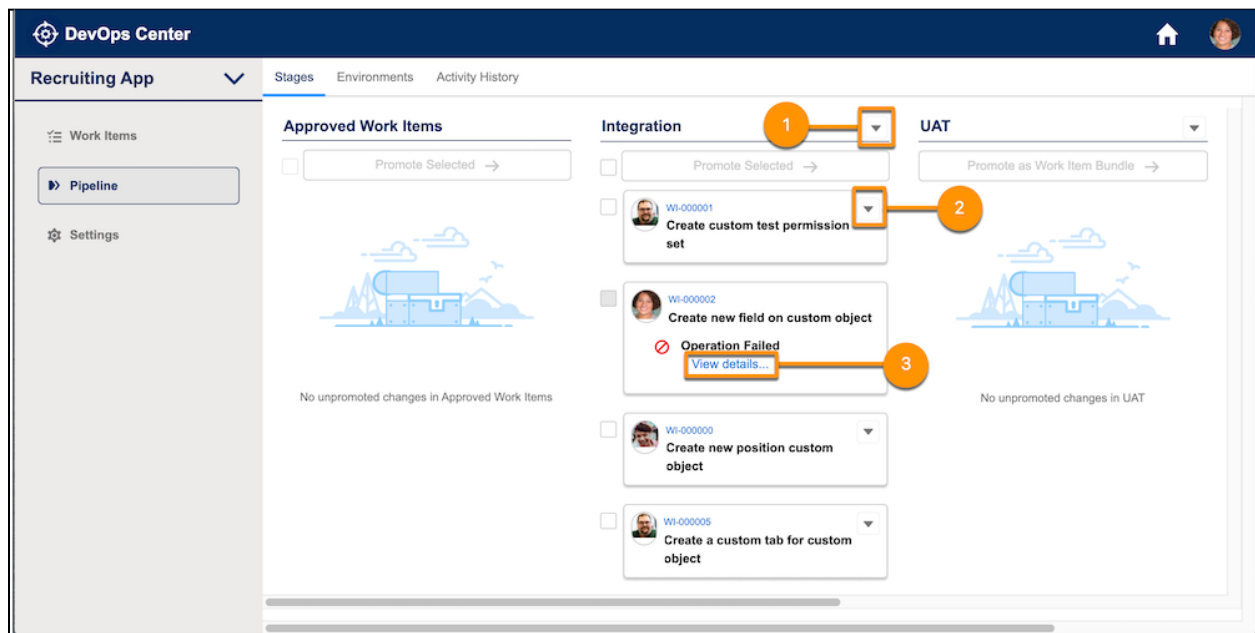 DevOps Center
Recruiting App
Stages Environments Activity History
Work Items
Pipeline
Settings
Approved Work Items
Promote Selected →
No unpromoted changes in Approved Work Items
Integration
1
Promote Selected →
WI-000001
2
Create custom test permission
set
WI-000002
Create new field on custom object
Operation Failed
View details...
3
WI-000000
Create new position custom
object
WI-000005
Create a custom tab for custom
object
UAT
Promote as Work Item Bundle →
No unpromoted changes in UAT